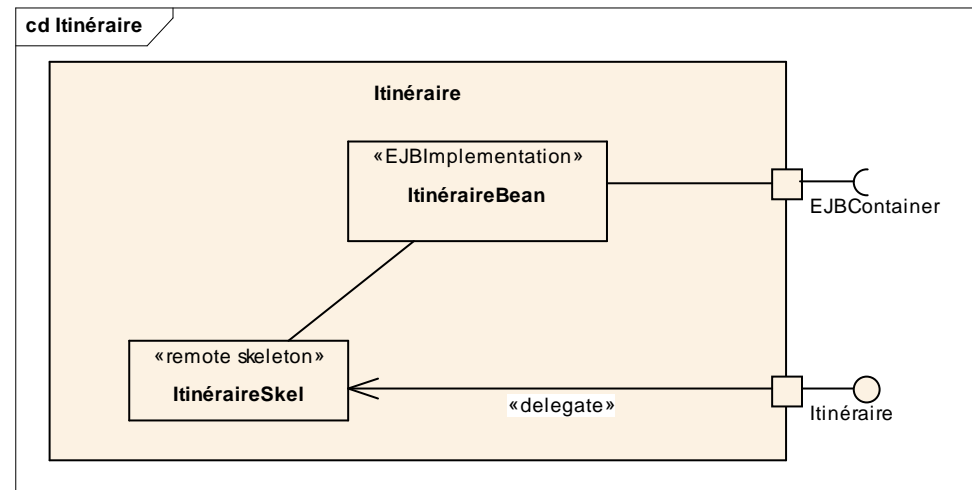 cd Itinéraire
Itinéraire
«EJBImplementation»
ItinéraireBean
EJBContainer
«remote skeleton»
ItinéraireSkel
«delegate»
Itinéraire